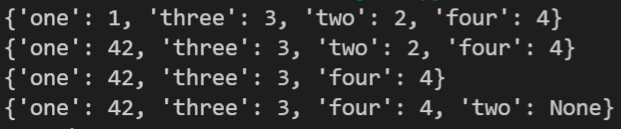 {'one': 1, 'three': 3, 'two': 2, 'four': 4}
{'one': 42, 'three': 3, 'two': 2, 'four': 4}
{'one': 42, 'three': 3, 'four': 4}
{'one': 42, 'three': 3, 'four': 4, 'two': None}